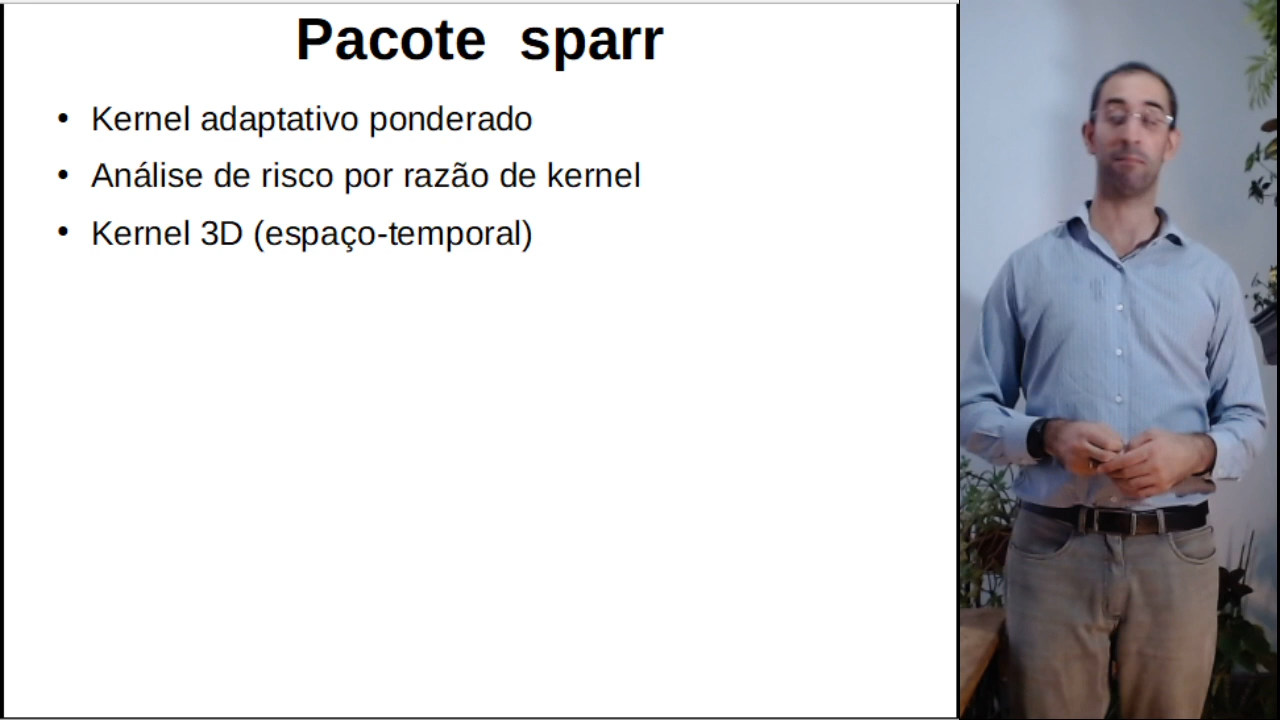 Pacote sparr
• Kernel adaptativo ponderado
• Análise de risco por razão de kernel
• Kernel 3D (espaço-temporal)